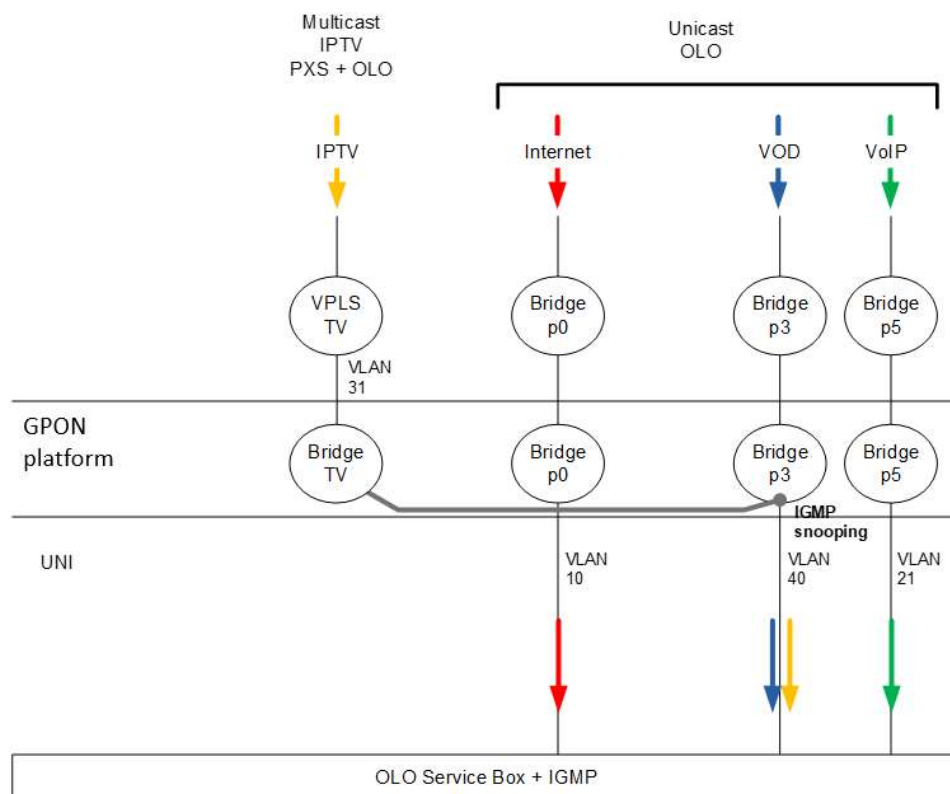 Multicast
IPTV
PXS + OLO
Unicast
OLO
IPTV
Internet
VOD
VoIP
VPLS
TV
Bridge
p0
Bridge
p3
Bridge
p5
VLAN
31
GPON
platform
Bridge
TV
Bridge
p0
Bridge
p3
Bridge
p5
IGMP
snooping
UNI
VLAN
10
VLAN
40
VLAN
21
OLO Service Box + IGMP